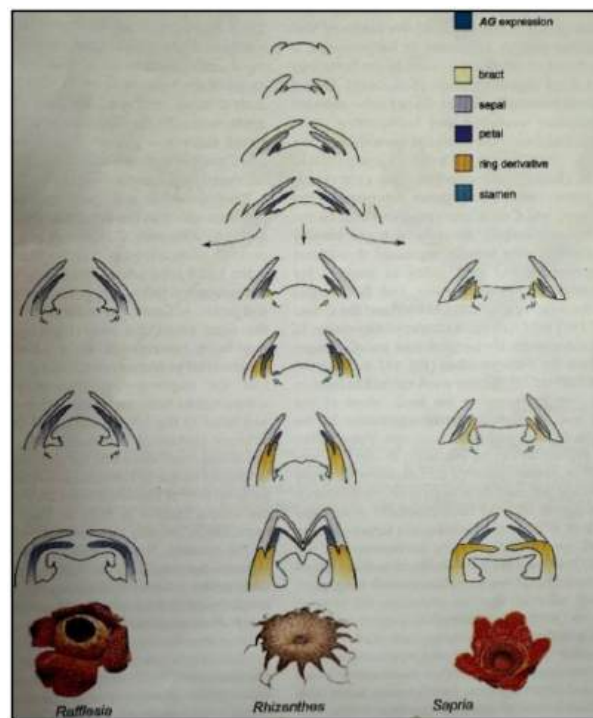 AG expression
bract
sepal
petal
ring derivative
stamen
Rafflesia
Rhizanthes
Sapria